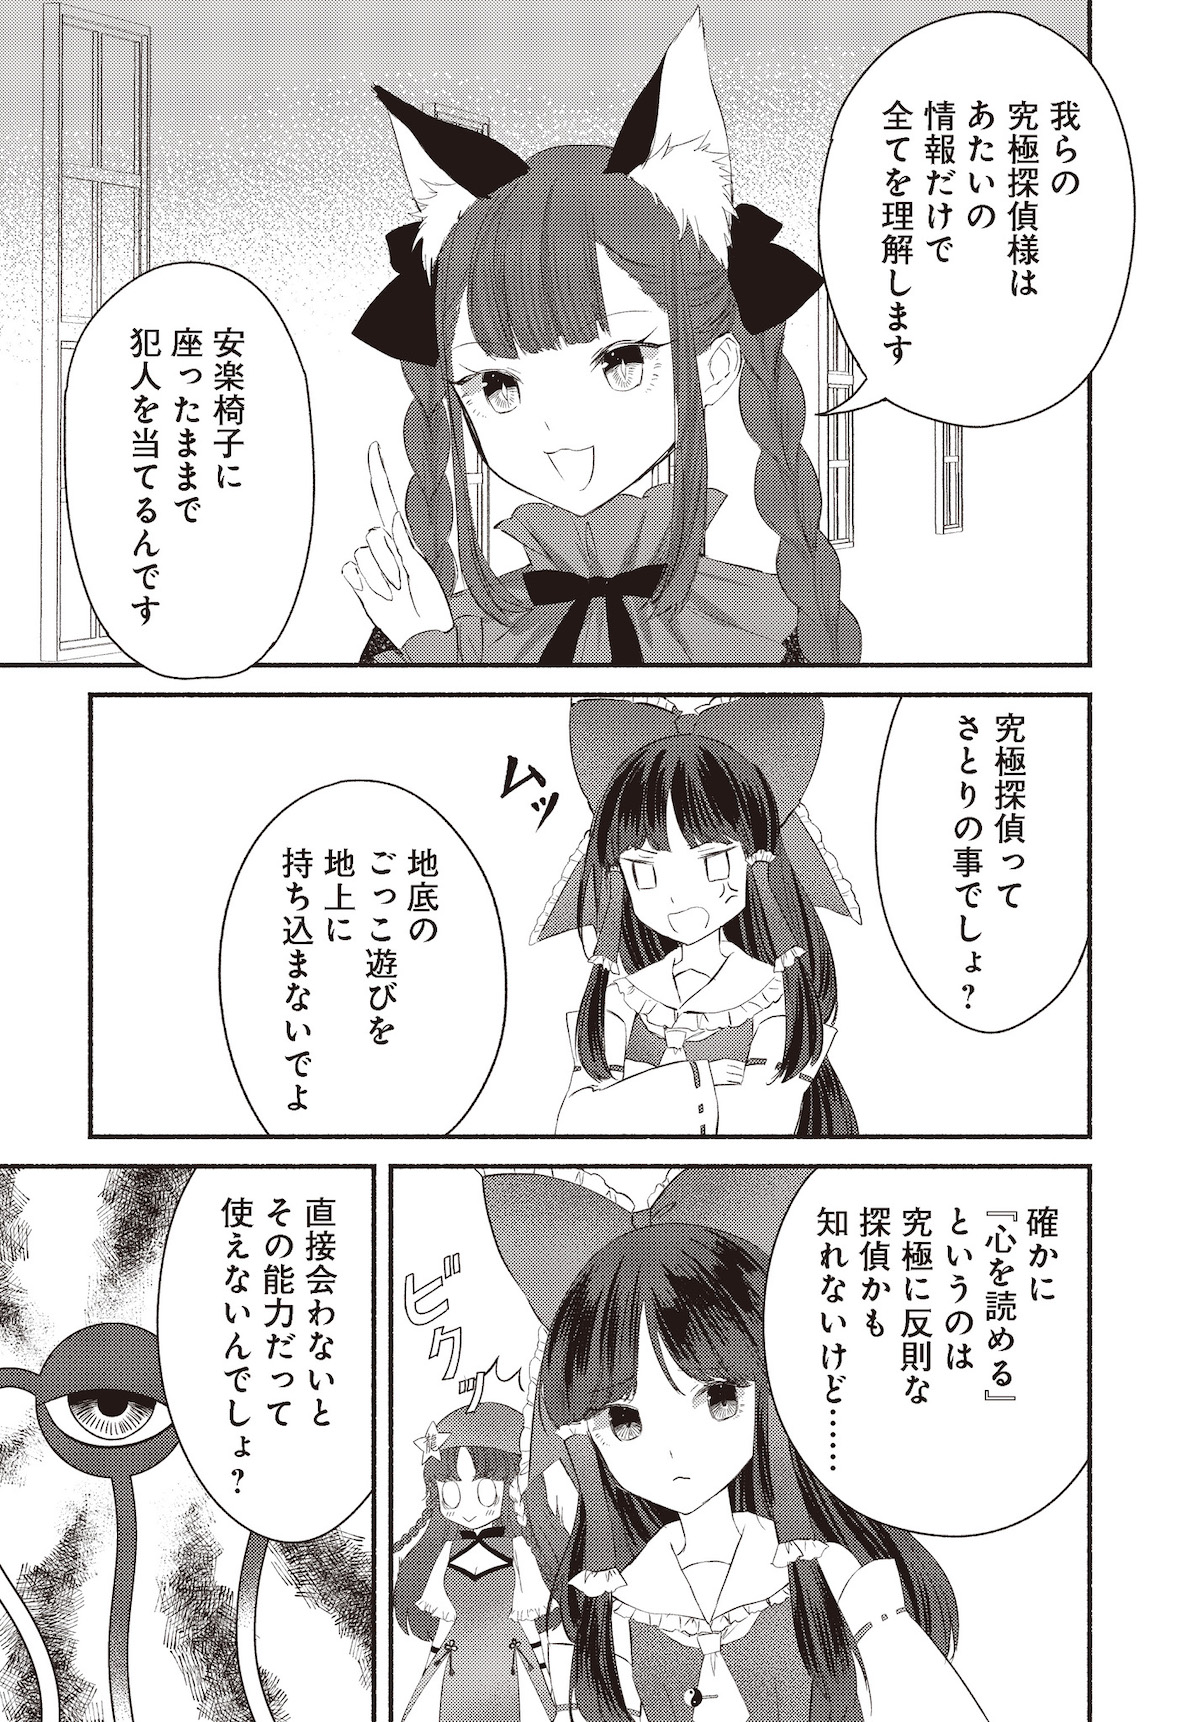 我らの
究極探偵様は
あたいの
情報だけで
全てを理解します
安楽椅子に
座ったままで
犯人を当てるんです
究極探偵って
さとりの事でしょ?
ムッ
地底の
ごっこ遊びを
地上に
持ち込まないでよ
確かに
『心を読める』
というのは
究極に反則な
探偵かも
知れないけど……
ビクッ
龍
直接会わないと
その能力だって
使えないんでしょ?